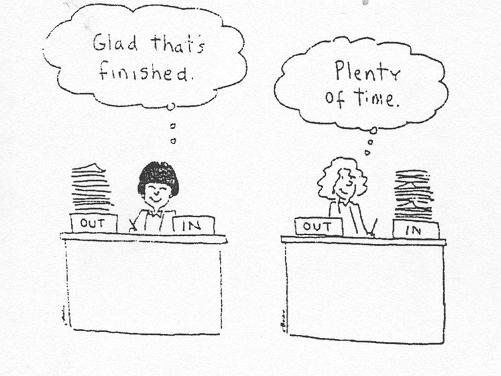 Glad that's
finished.
Plenty
of time.
OUT
IN
OUT
IN